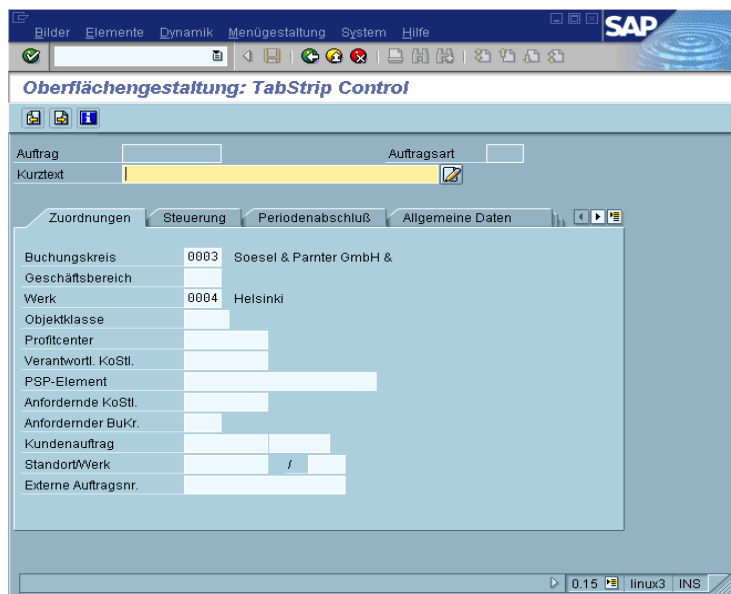 Bilder Elemente Dynamik Menügestaltung System Hilfe
SAP
Oberflächengestaltung: TabStrip Control
Auftrag Auftragsart
Kurztext
Zuordnungen Steuerung Periodenabschluß Allgemeine Daten
Buchungskreis 0003 Soesel & Parnter GmbH &
Geschäftsbereich
Werk 0004 Helsinki
Objektklasse
Profitcenter
Verantwortl. KoStl.
PSP-Element
Anfordernde KoStl.
Anfordernder BuKr.
Kundenauftrag
Standort/Werk /
Externe Auftragsnr.
0.15 linux3 INS